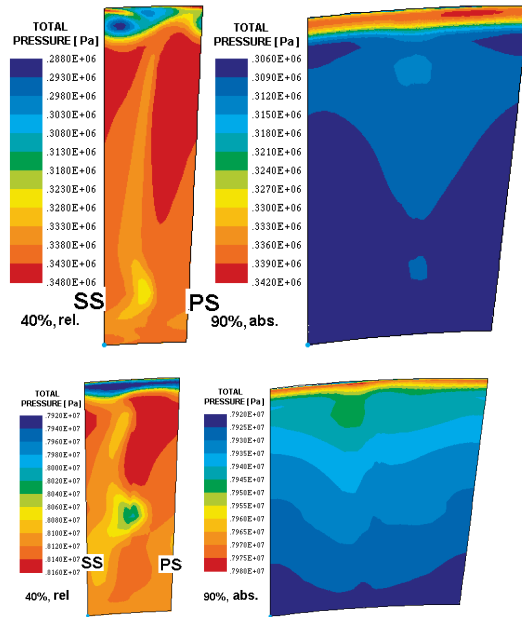 TOTAL
PRESSURE [ Pa]
.2880E+06
.2930E+06
.2980E+06
.3030E+06
.3080E+06
.3130E+06
.3180E+06
.3230E+06
.3280E+06
.3330E+06
.3380E+06
.3430E+06
.3480E+06
SS
PS
40%, rel.
TOTAL
PRESSURE [ Pa]
.3060E+06
.3090E+06
.3120E+06
.3150E+06
.3180E+06
.3210E+06
.3240E+06
.3270E+06
.3300E+06
.3330E+06
.3360E+06
.3390E+06
.3420E+06
90%, abs.
TOTAL
PRESSURE [ Pa]
.7920E+07
.7940E+07
.7960E+07
.7980E+07
.8000E+07
.8020E+07
.8040E+07
.8060E+07
.8080E+07
.8100E+07
.8120E+07
.8140E+07
.8160E+07
SS
PS
40%, rel
TOTAL
PRESSURE [ Pa]
.7920E+07
.7925E+07
.7930E+07
.7935E+07
.7940E+07
.7945E+07
.7950E+07
.7955E+07
.7960E+07
.7965E+07
.7970E+07
.7975E+07
.7980E+07
90%, abs.